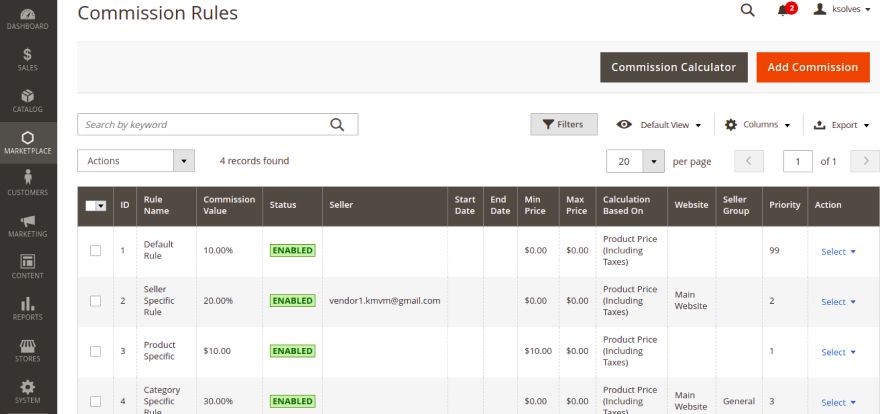 Commission Rules
2
ksolves
DASHBOARD
SALES
CATALOG
MARKETPLACE
CUSTOMERS
MARKETING
CONTENT
REPORTS
STORES
SYSTEM
$
Commission Calculator
Add Commission
Search by keyword
Filters
Default View
Columns
Export
Actions
4 records found
20
per page
1
of 1
ID
Rule
Name
Commission
Value
Status
Seller
Start
Date
End
Date
Min
Price
Max
Price
Calculation
Based On
Website
Seller
Group
Priority
Action
1
Default
Rule
10.00%
ENABLED
$0.00
$0.00
Product Price
(Including
Taxes)
99
Select
2
Seller
Specific
Rule
20.00%
ENABLED
vendor1.kmvm@gmail.com
$0.00
$0.00
Product Price
(Including
Taxes)
Main
Website
2
Select
3
Product
Specific
$10.00
ENABLED
$10.00
$0.00
Product Price
(Including
Taxes)
1
Select
4
Category
Specific
Rule
30.00%
ENABLED
$0.00
$0.00
Product Price
(Including
Taxes)
Main
Website
General
3
Select